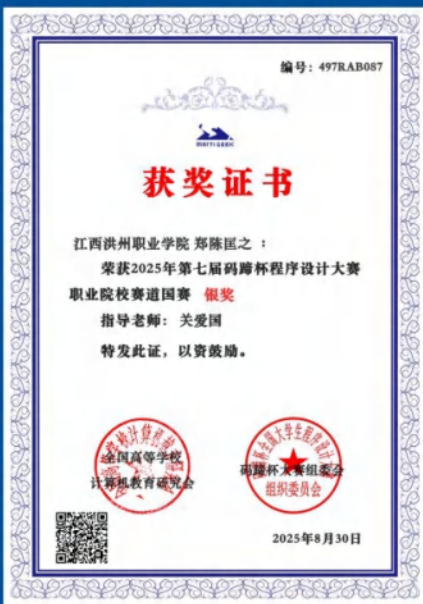 编号：497RAB087
MATI GEEK
获奖证书
江西洪州职业学院 郑陈匡之 ：
荣获2025年第七届码蹄杯程序设计大赛
职业院校赛道国赛 银奖
指导老师：关爱国
特发此证，以资鼓励。
全国高等学校
计算机教育研究会
码蹄杯大赛组委会
组织委员会
2025年8月30日